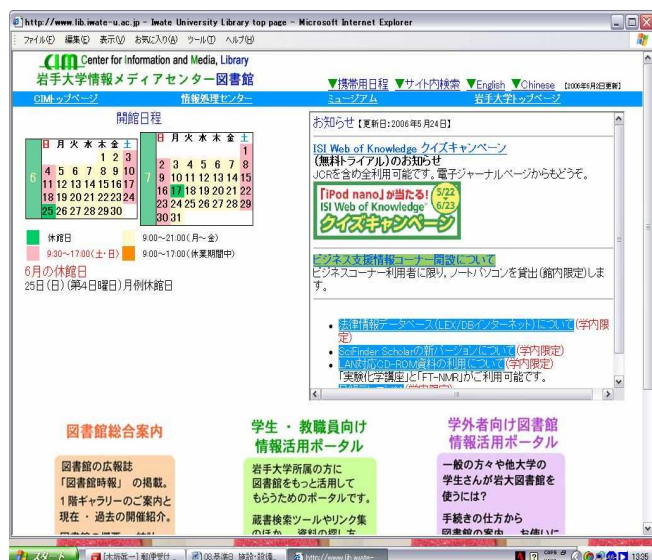 http://www.lib.iwate-u.ac.jp - Iwate University Library top page - Microsoft Internet Explorer
ファイル(F) 編集(E) 表示(V) お気に入り(A) ツール(T) ヘルプ(H)
CIM Center for Information and Media, Library
岩手大学情報メディアセンター図書館
▼携帯用日程 ▼サイト内検索 ▼English ▼Chinese [2006年6月2日更新]
CIMトップページ 情報処理センター ミュージアム 岩手大学トップページ
開館日程
日 月 火 水 木 金 土
1 2 3
6
4 5 6 7 8 9 10
11 12 13 14 15 16 17
18 19 20 21 22 23 24
25 26 27 28 29 30
日 月 火 水 木 金 土
1
7
2 3 4 5 6 7 8
9 10 11 12 13 14 15
16 17 18 19 20 21 22
23 24 25 26 27 28 29
30 31
休館日 9:00～21:00(月～金)
9:30～17:00(土・日) 9:00～17:00(休業期間中)
6月の休館日
25日(日)(第4日曜日)月例休館日
お知らせ【更新日:2006年5月24日】
ISI Web of Knowledge クイズキャンペーン
(無料トライアル)のお知らせ
JCRを含め全利用可能です。電子ジャーナルページからもどうぞ。
「iPod nano」が当たる! 5/22
ISI Web of Knowledge 6/23
クイズキャンペーン
ビジネス支援情報コーナー開設について
ビジネスコーナー利用者に限り,ノートパソコンを貸出(館内限定)しま
す。
法律情報データベース(LEX/DBインターネット)について(学内限
定)
SciFinder Scholarの新バージョンについて(学内限定)
LAN対応CD-ROM資料の利用について(学内限定)
「実験化学講座」と「FT-NMR」がご利用可能です。
図書館総合案内
図書館の広報誌
「図書館時報」 の掲載。
1階ギャラリーのご案内と
現在・過去の開催紹介。
学生・教職員向け
情報活用ポータル
岩手大学所属の方に
図書館をもっと活用して
もらうためのポータルです。
蔵書検索ツールやリンク集
学外者向け図書館
情報活用ポータル
一般の方々や他大学の
学生さんが岩大図書館を
使うには?
手続きの仕方から
スタート 08.基準8 施設・設備 http://www.lib.iwate- 13:35